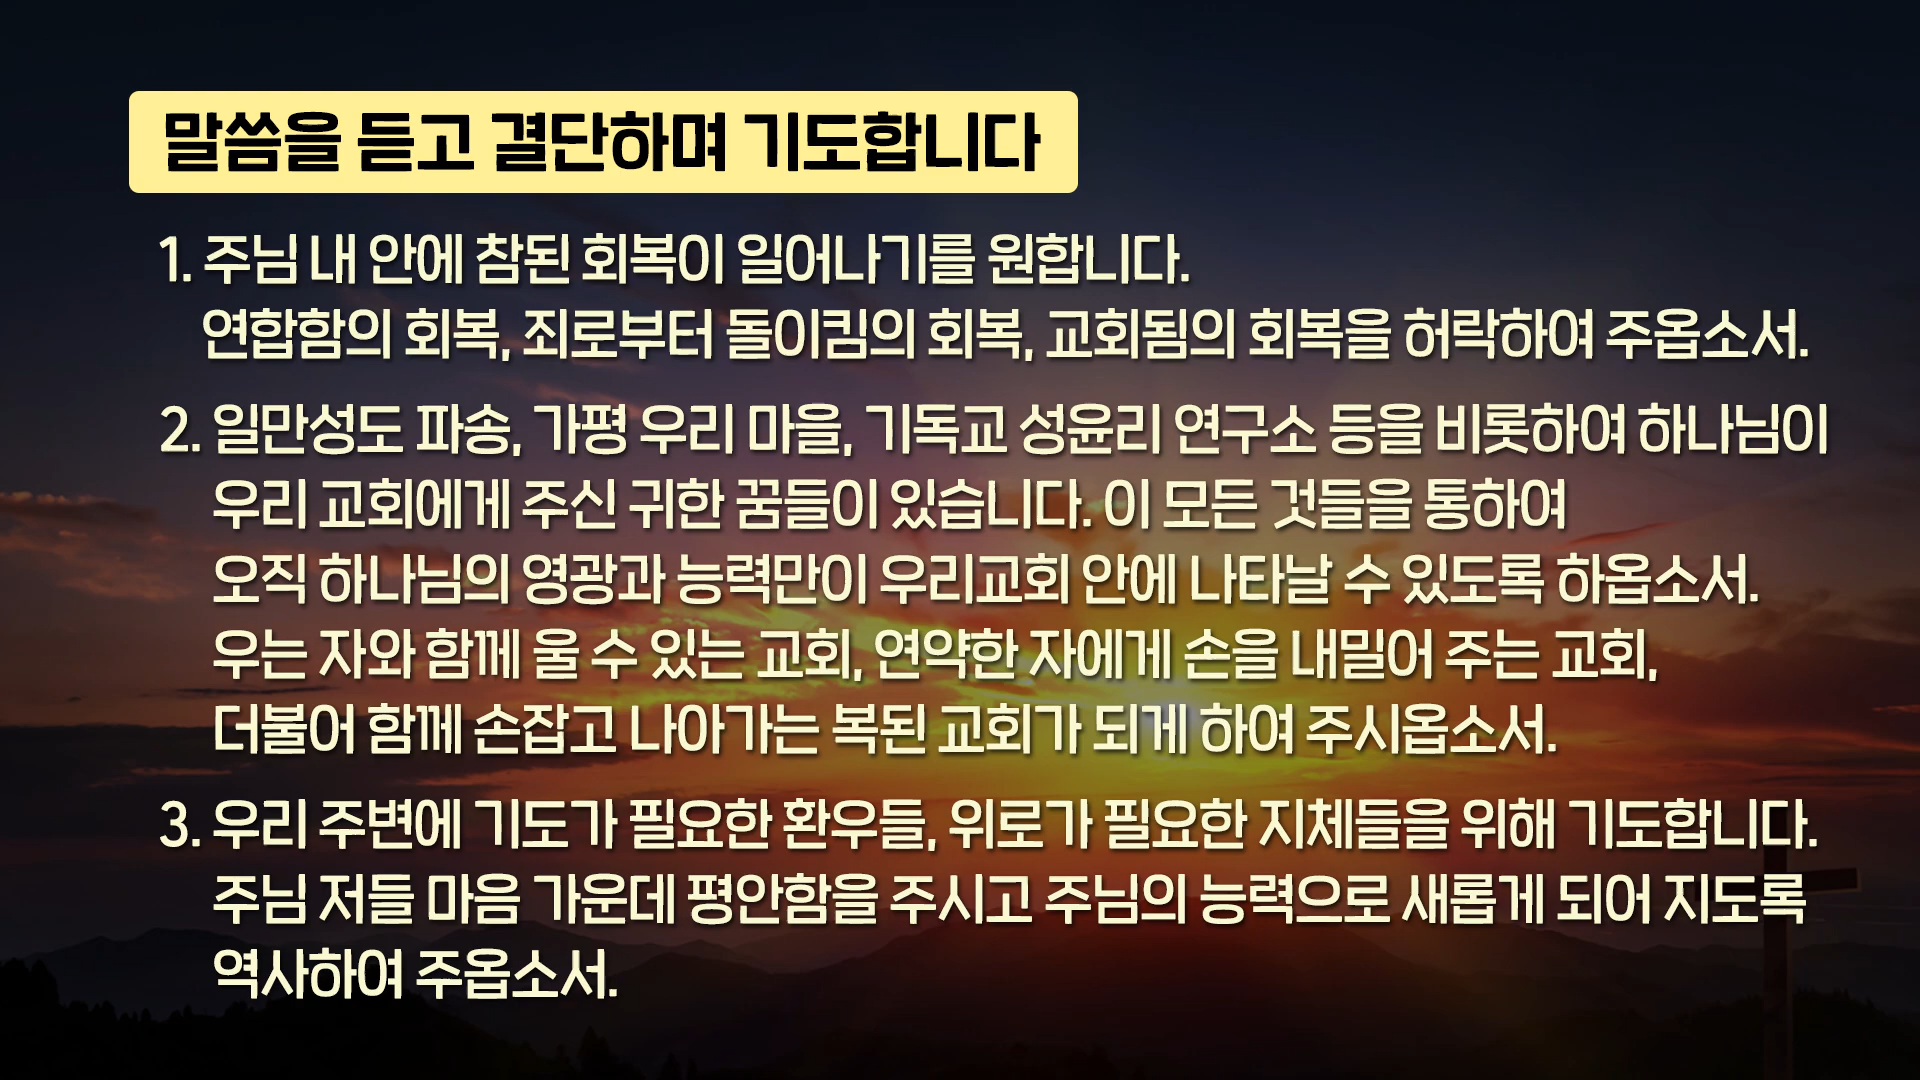 말씀을 듣고 결단하며 기도합니다
1. 주님 내 안에 참된 회복이 일어나기를 원합니다.
연합함의 회복, 죄로부터 돌이킴의 회복, 교회됨의 회복을 허락하여 주옵소서.
2. 일만성도 파송, 가평 우리 마을, 기독교 성윤리 연구소 등을 비롯하여 하나님이
우리 교회에게 주신 귀한 꿈들이 있습니다. 이 모든 것들을 통하여
오직 하나님의 영광과 능력만이 우리교회 안에 나타날 수 있도록 하옵소서.
우는 자와 함께 울 수 있는 교회, 연약한 자에게 손을 내밀어 주는 교회,
더불어 함께 손잡고 나아가는 복된 교회가 되게 하여 주시옵소서.
3. 우리 주변에 기도가 필요한 환우들, 위로가 필요한 지체들을 위해 기도합니다.
주님 저들 마음 가운데 평안함을 주시고 주님의 능력으로 새롭게 되어 지도록
역사하여 주옵소서.